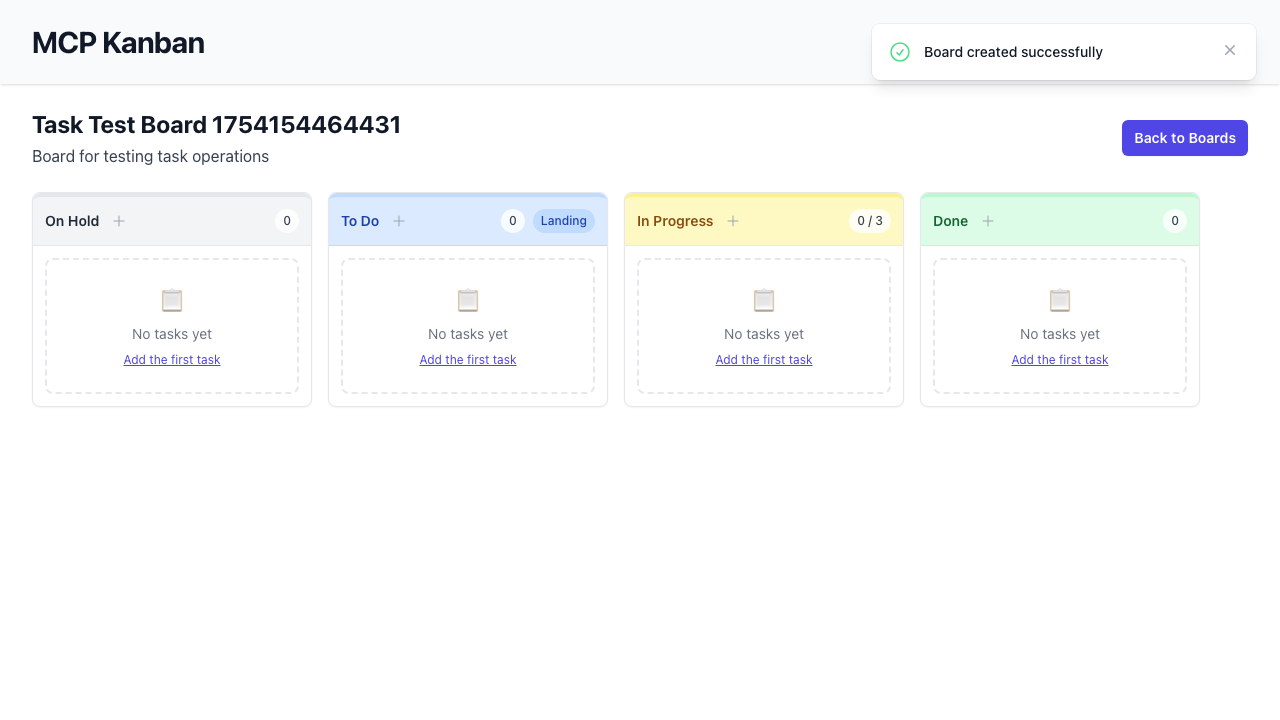 MCP Kanban
Board created successfully
Task Test Board 1754154464431
Board for testing task operations
Back to Boards
On Hold
0
To Do
0
Landing
In Progress
0 / 3
Done
0
No tasks yet
Add the first task
No tasks yet
Add the first task
No tasks yet
Add the first task
No tasks yet
Add the first task